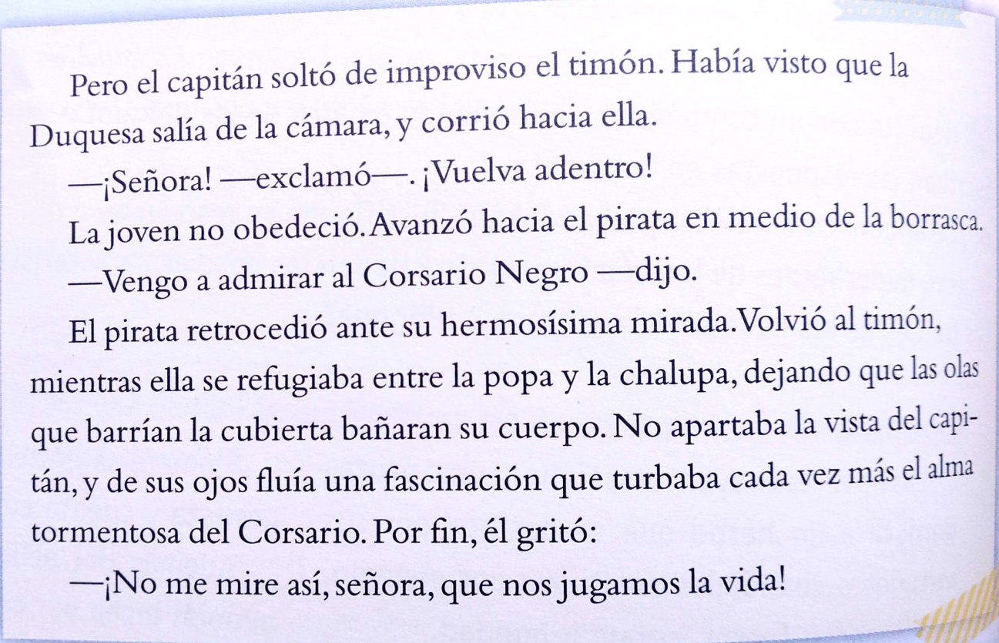 Pero el capitán soltó de improviso el timón. Había visto que la
Duquesa salía de la cámara, y corrió hacia ella.
—¡Señora! —exclamó—. ¡Vuelva adentro!
La joven no obedeció. Avanzó hacia el pirata en medio de la borrasca.
—Vengo a admirar al Corsario Negro —dijo.
El pirata retrocedió ante su hermosísima mirada. Volvió al timón,
mientras ella se refugiaba entre la popa y la chalupa, dejando que las olas
que barrían la cubierta bañaran su cuerpo. No apartaba la vista del capi-
tán, y de sus ojos fluía una fascinación que turbaba cada vez más el alma
tormentosa del Corsario. Por fin, él gritó:
—¡No me mire así, señora, que nos jugamos la vida!